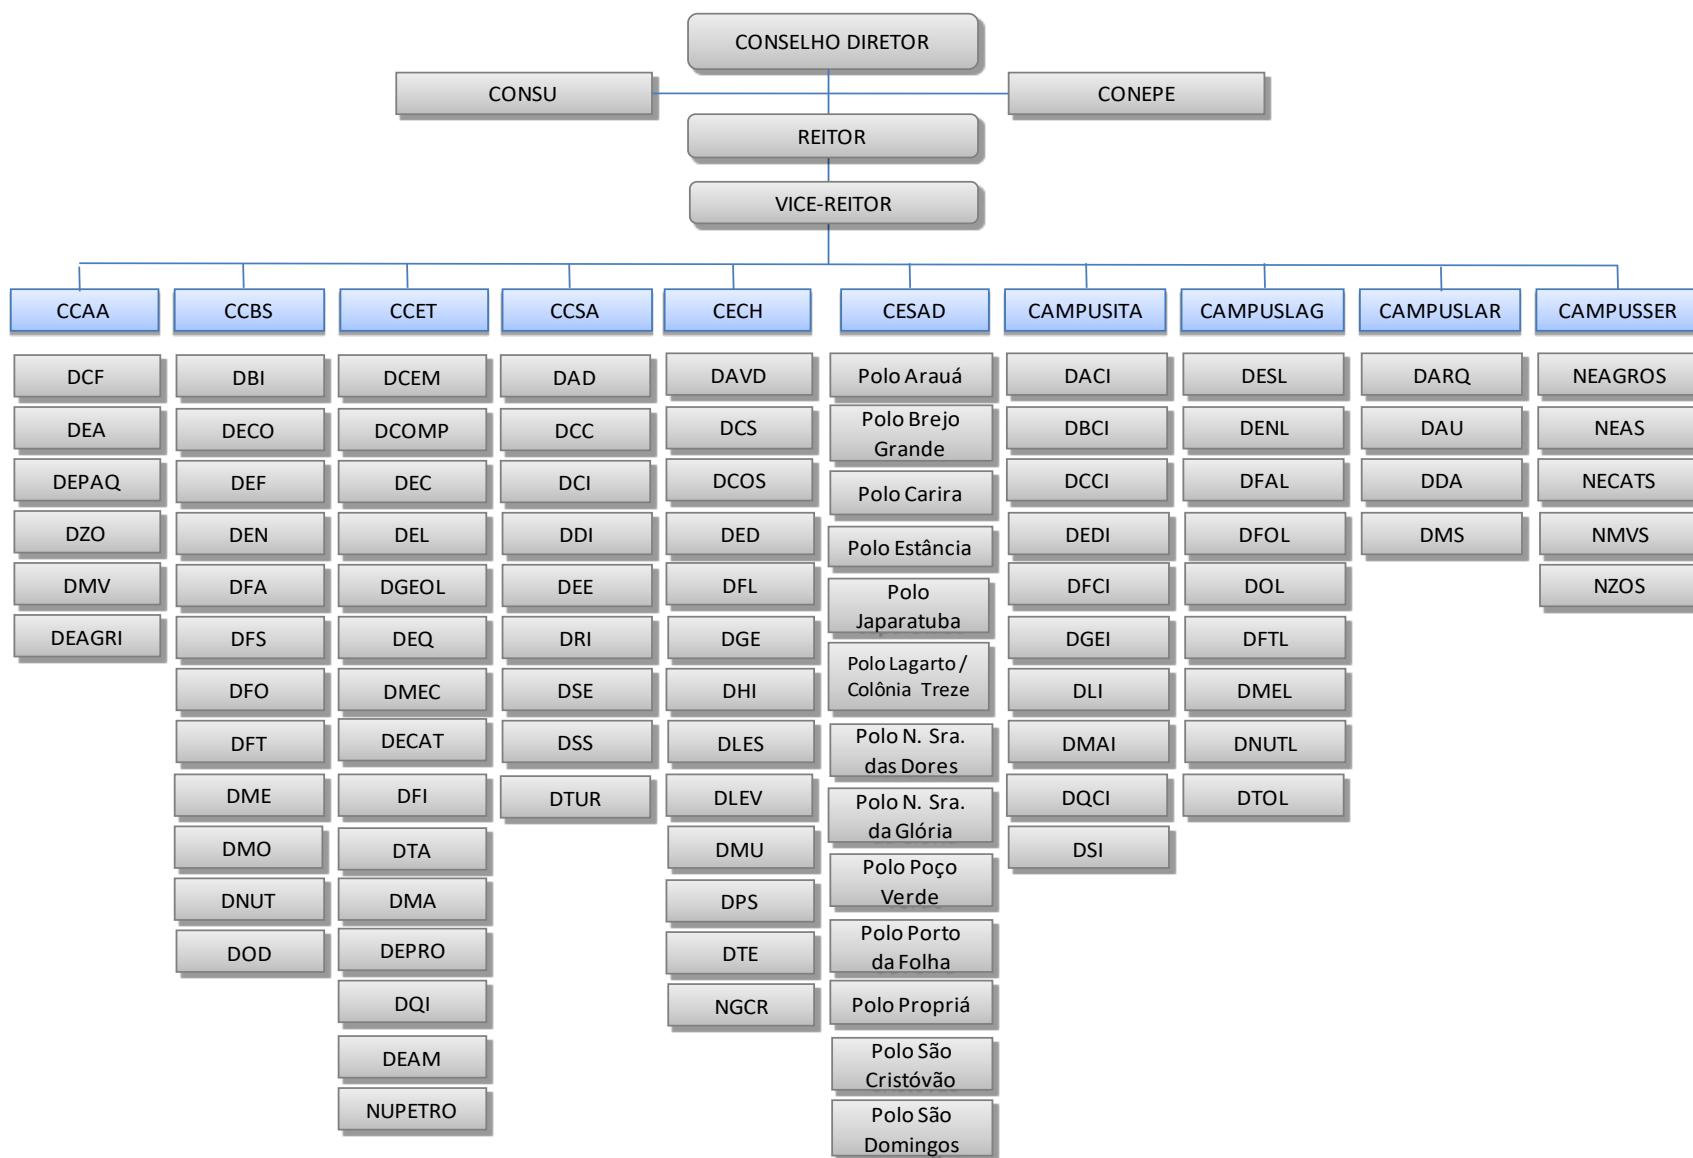 CONSELHO DIRETOR
CONSU
CONEPE
REITOR
VICE-REITOR
CCAA
CCBS
CCET
CCSA
CECH
CESAD
CAMPUSITA
CAMPUSLAG
CAMPUSLAR
CAMPUSSER
DCF
DEA
DEPAQ
DZO
DMV
DEAGRI
DBI
DECO
DEF
DEN
DFA
DFS
DFO
DFT
DME
DMO
DNUT
DOD
DCEM
DCOMP
DEC
DEL
DGEOL
DEQ
DMEC
DECAT
DFI
DTA
DMA
DEPRO
DQI
DEAM
NUPETRO
DAD
DCC
DCI
DDI
DEE
DRI
DSE
DSS
DTUR
DAVD
DCS
DCOS
DED
DFL
DGE
DHI
DLES
DLEV
DMU
DPS
DTE
NGCR
Polo Arauá
Polo Brejo
Grande
Polo Carira
Polo Estância
Polo
Japaratuba
Polo Lagarto /
Colônia Treze
Polo N. Sra.
das Dores
Polo N. Sra.
da Glória
Polo Poço
Verde
Polo Porto
da Folha
Polo Propriá
Polo São
Cristóvão
Polo São
Domingos
DACI
DBCI
DCCI
DEDI
DFCI
DGEI
DLI
DMAI
DQCI
DSI
DESL
DENL
DFAL
DFOL
DOL
DFTL
DMEL
DNUTL
DTOL
DARQ
DAU
DDA
DMS
NEAGROS
NEAS
NECATS
NMVS
NZOS